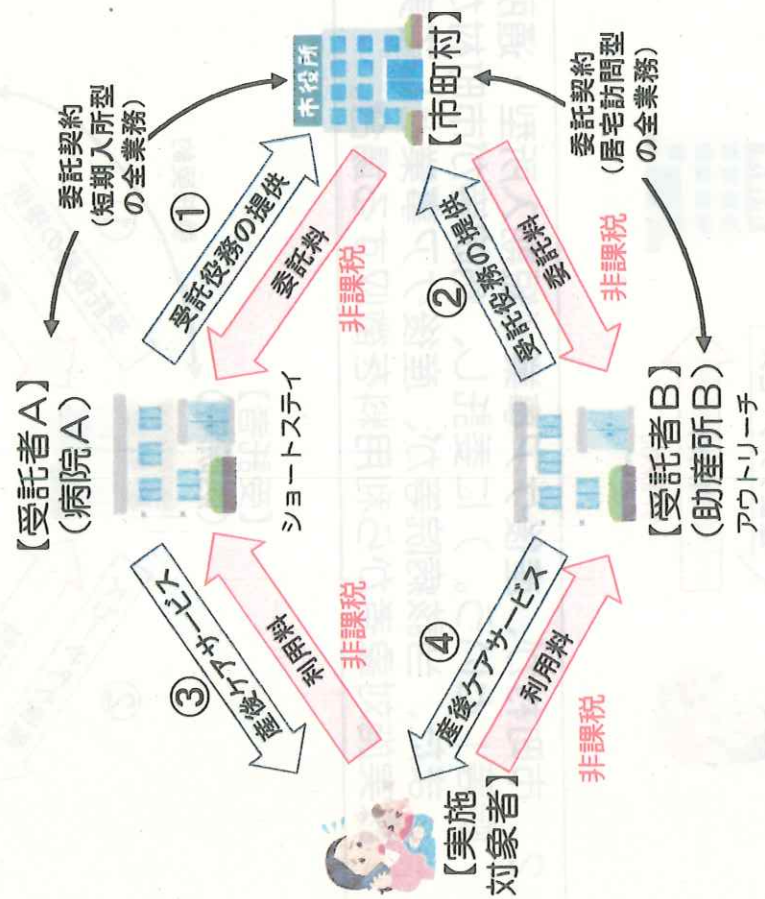 委託契約
(短期入所型
の全業務)
【受託者A】
(病院A)
ショートステイ
①
受託役務の提供
委託料
非課税
市役所
【市町村】
③
産後ケアサービス
利用料
非課税
【実施
対象者】
②
受託役務の提供
委託料
非課税
④
産後ケアサービス
利用料
非課税
【受託者B】
(助産所B)
アウトリーチ
委託契約
(居宅訪問型
の全業務)